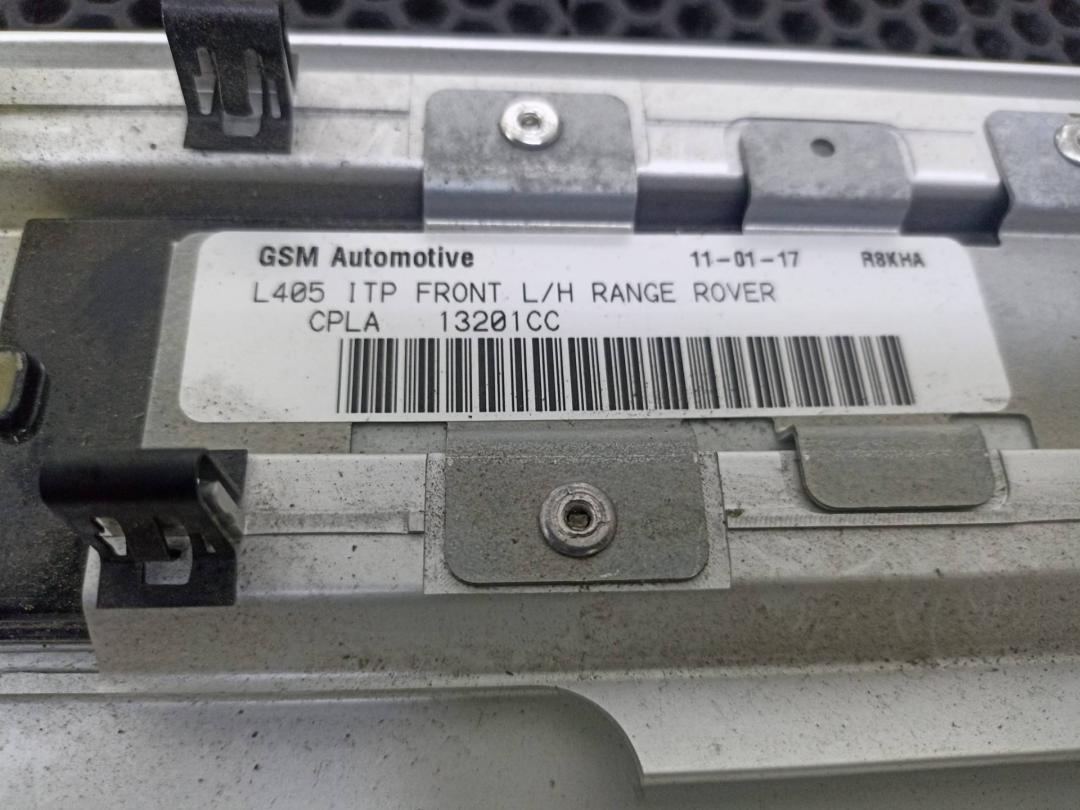 GSM Automotive 11-01-17 R8KHA
L405 ITP FRONT L/H RANGE ROVER
CPLA 13201CC